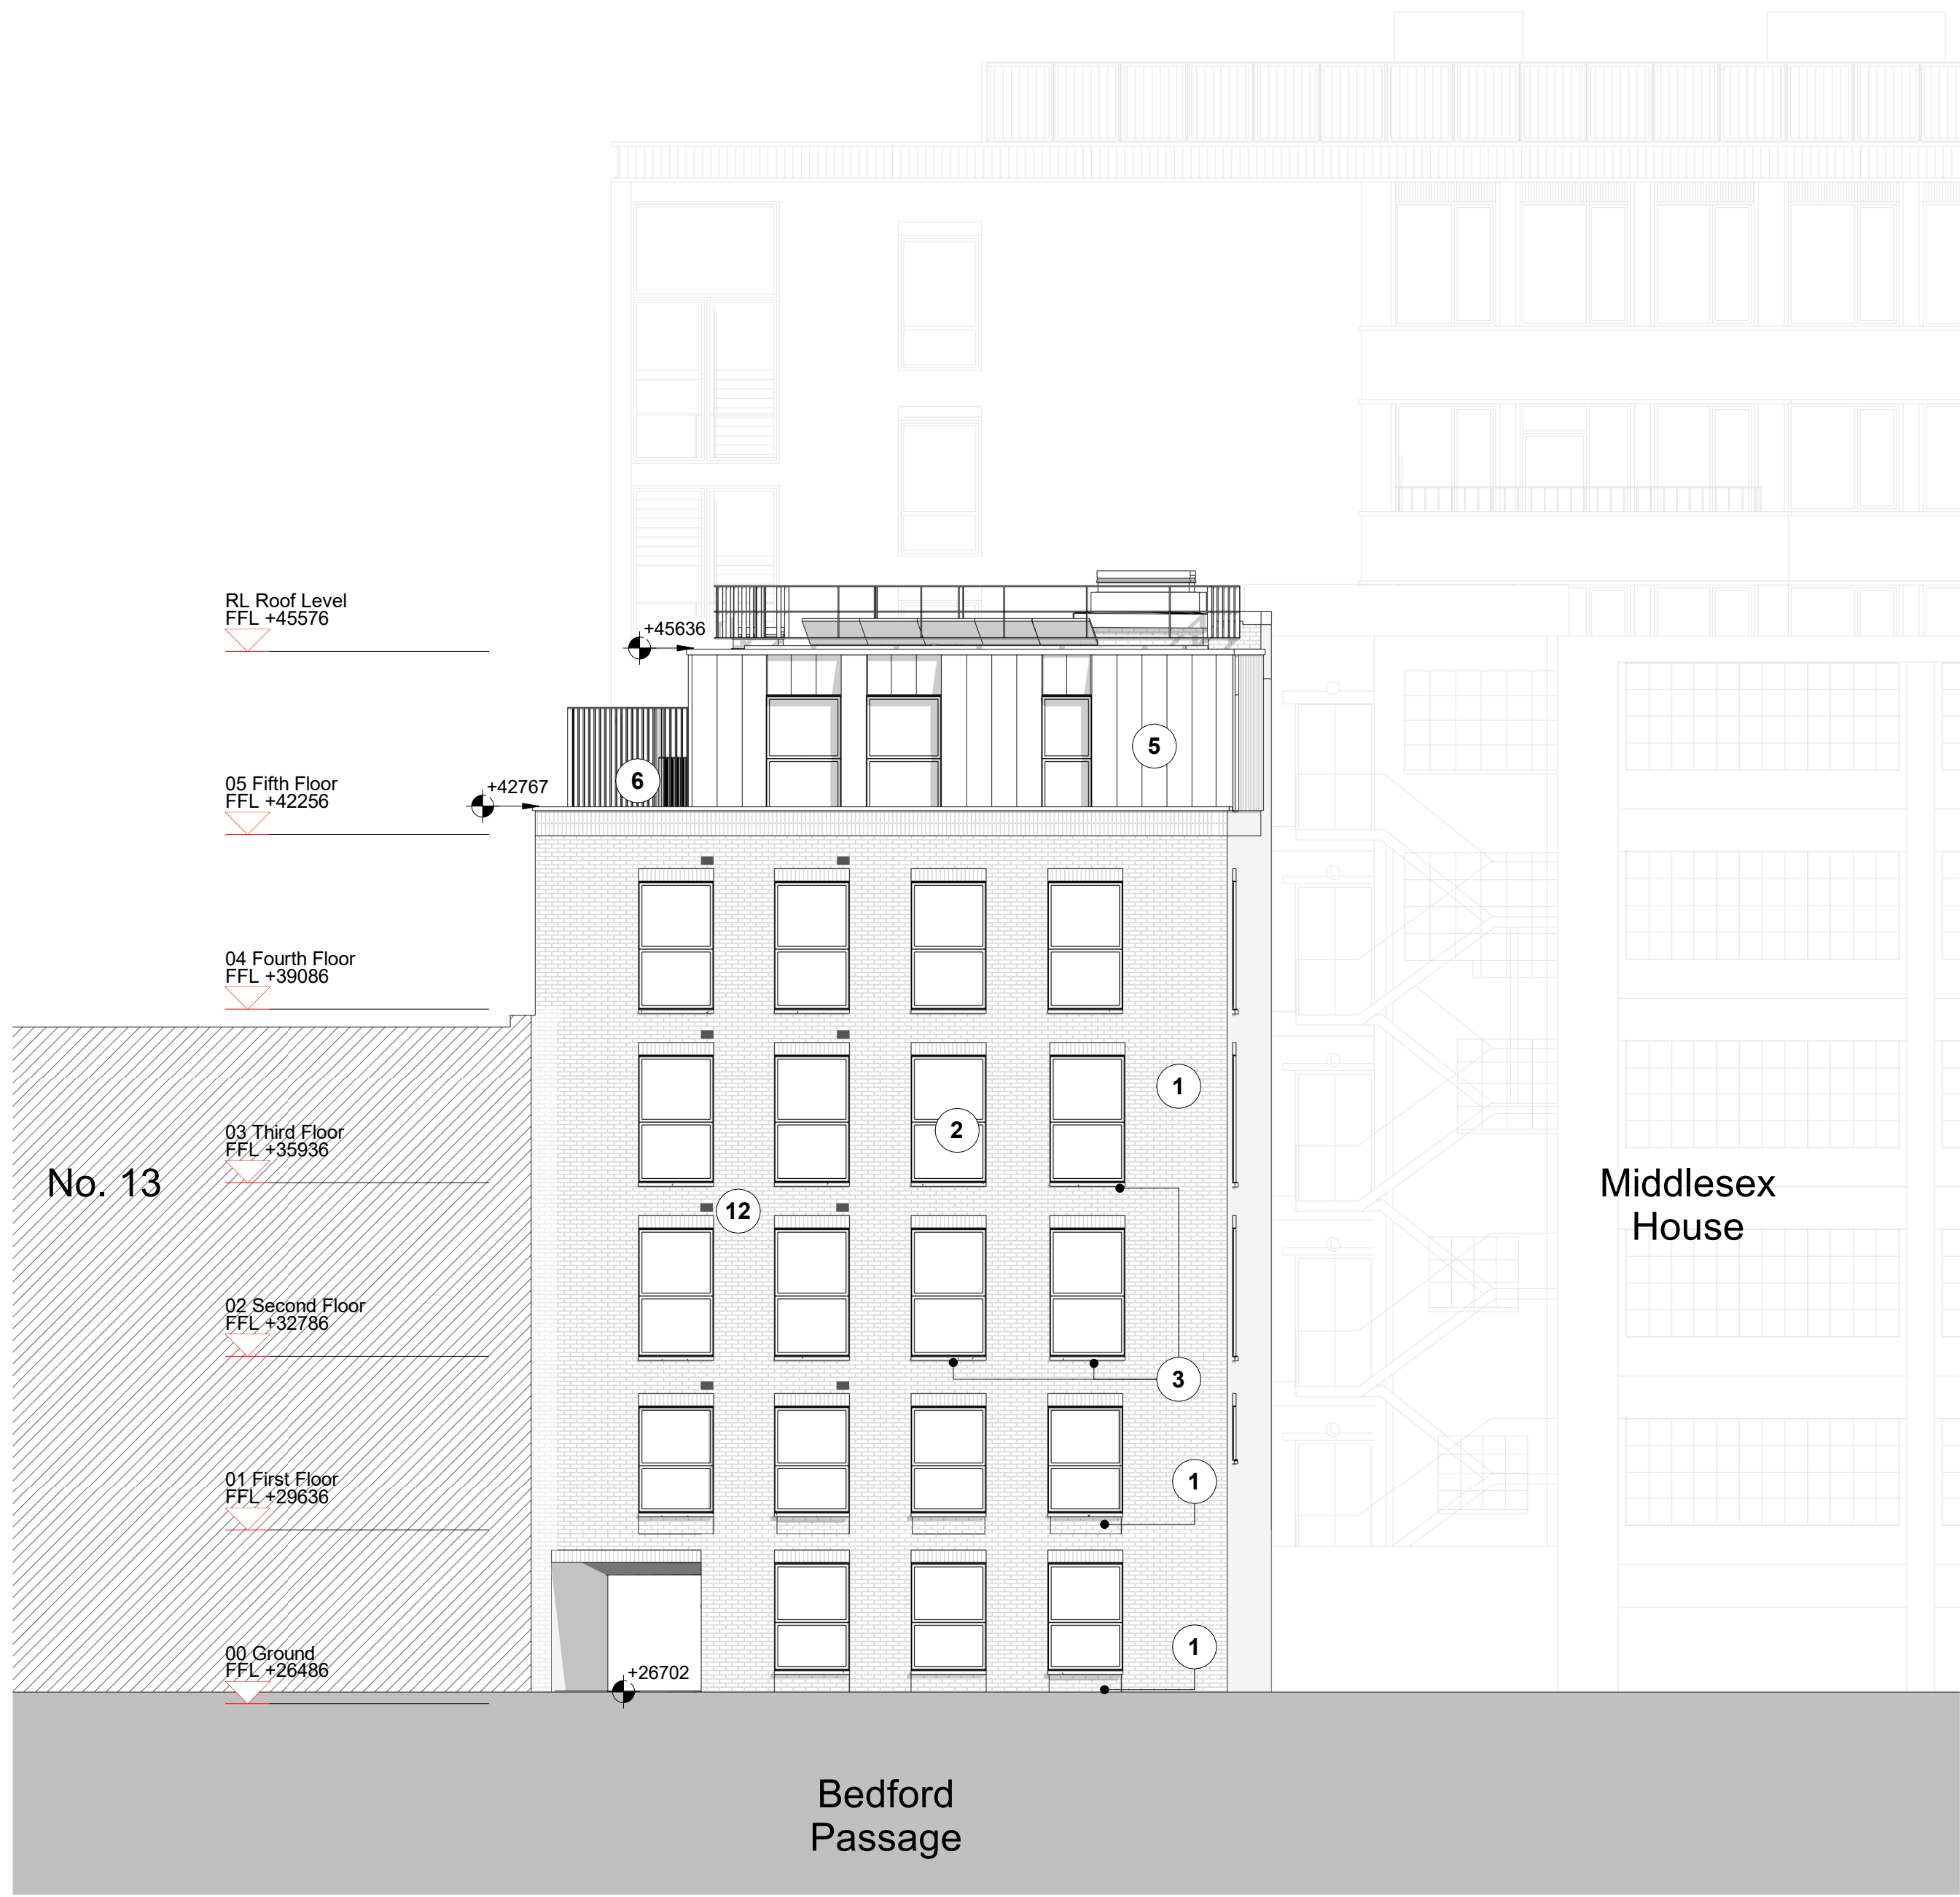 RL Roof Level
FFL +45576
+45636
05 Fifth Floor
FFL +42256
+42767
6
5
04 Fourth Floor
FFL +39086
03 Third Floor
FFL +35936
No. 13
1
2
12
Middlesex
House
02 Second Floor
FFL +32786
3
01 First Floor
FFL +29636
1
00 Ground
FFL +26486
+26702
1
Bedford
Passage